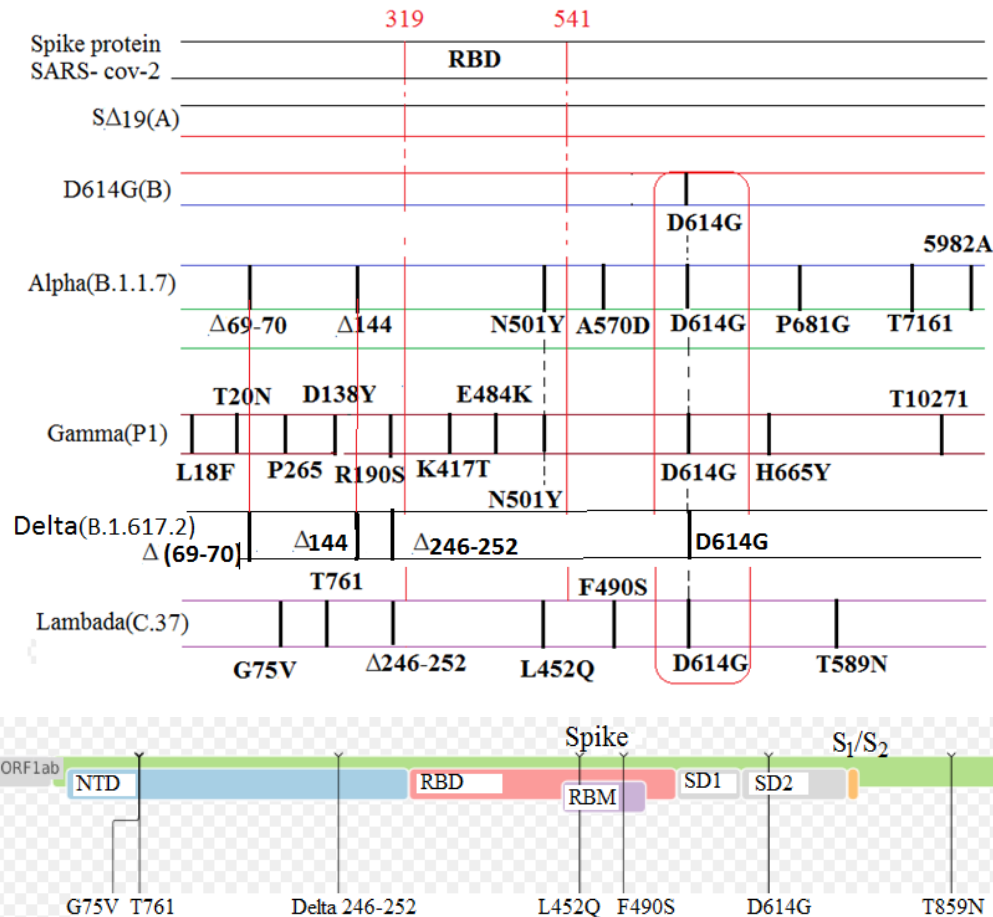 319 541
Spike protein
SARS- cov-2
RBD
SΔ19(A)
D614G(B)
D614G
5982A
Alpha(B.1.1.7)
Δ69-70 Δ144 N501Y A570D D614G P681G T7161
T20N D138Y E484K T10271
Gamma(P1)
L18F P265 R190S K417T D614G H665Y
N501Y
Delta(B.1.617.2)
Δ(69-70) Δ144 Δ246-252 D614G
T761 F490S
Lambada(C.37)
G75V Δ246-252 L452Q D614G T589N
Spike S1/S2
ORF1ab
NTD RBD SD1 SD2
RBM
G75V T761 Delta 246-252 L452Q F490S D614G T859N